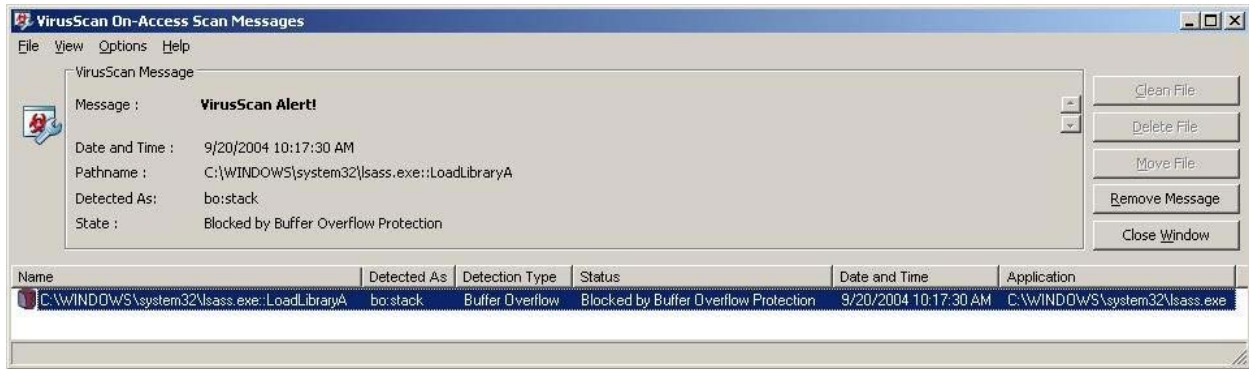 VirusScan On-Access Scan Messages
File View Options Help
VirusScan Message
Message : VirusScan Alert!
Date and Time : 9/20/2004 10:17:30 AM
Pathname : C:\WINDOWS\system32\lsass.exe::LoadLibraryA
Detected As: bo:stack
State : Blocked by Buffer Overflow Protection
Clean File
Delete File
Move File
Remove Message
Close Window
Name Detected As Detection Type Status Date and Time Application
C:\WINDOWS\system32\lsass.exe::LoadLibraryA bo:stack Buffer Overflow Blocked by Buffer Overflow Protection 9/20/2004 10:17:30 AM C:\WINDOWS\system32\lsass.exe